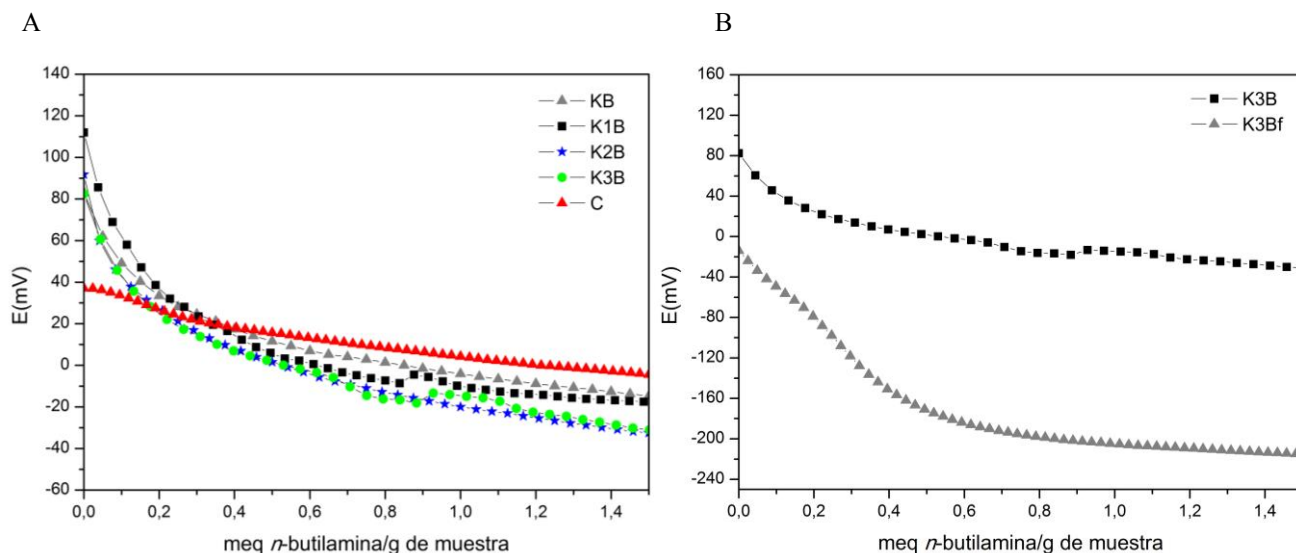 A
B
140
120
100
80
60
40
20
0
-20
-40
-60
E(mV)
KB
K1B
K2B
K3B
C
0,0
0,2
0,4
0,6
0,8
1,0
1,2
1,4
meq n-butilamina/g de muestra
160
120
80
40
0
-40
-80
-120
-160
-200
-240
E(mV)
K3B
K3Bf
0,0
0,2
0,4
0,6
0,8
1,0
1,2
1,4
meq n-butilamina/g de muestra